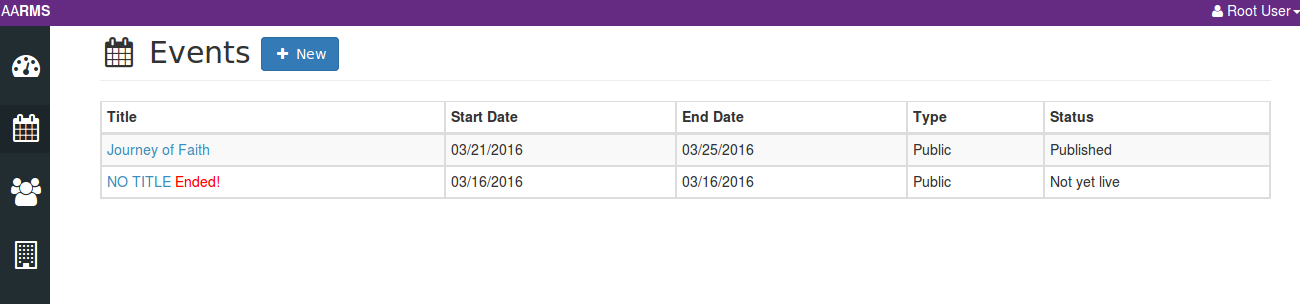 AARMS Root User
Events + New
Title Start Date End Date Type Status
Journey of Faith 03/21/2016 03/25/2016 Public Published
NO TITLE Ended! 03/16/2016 03/16/2016 Public Not yet live